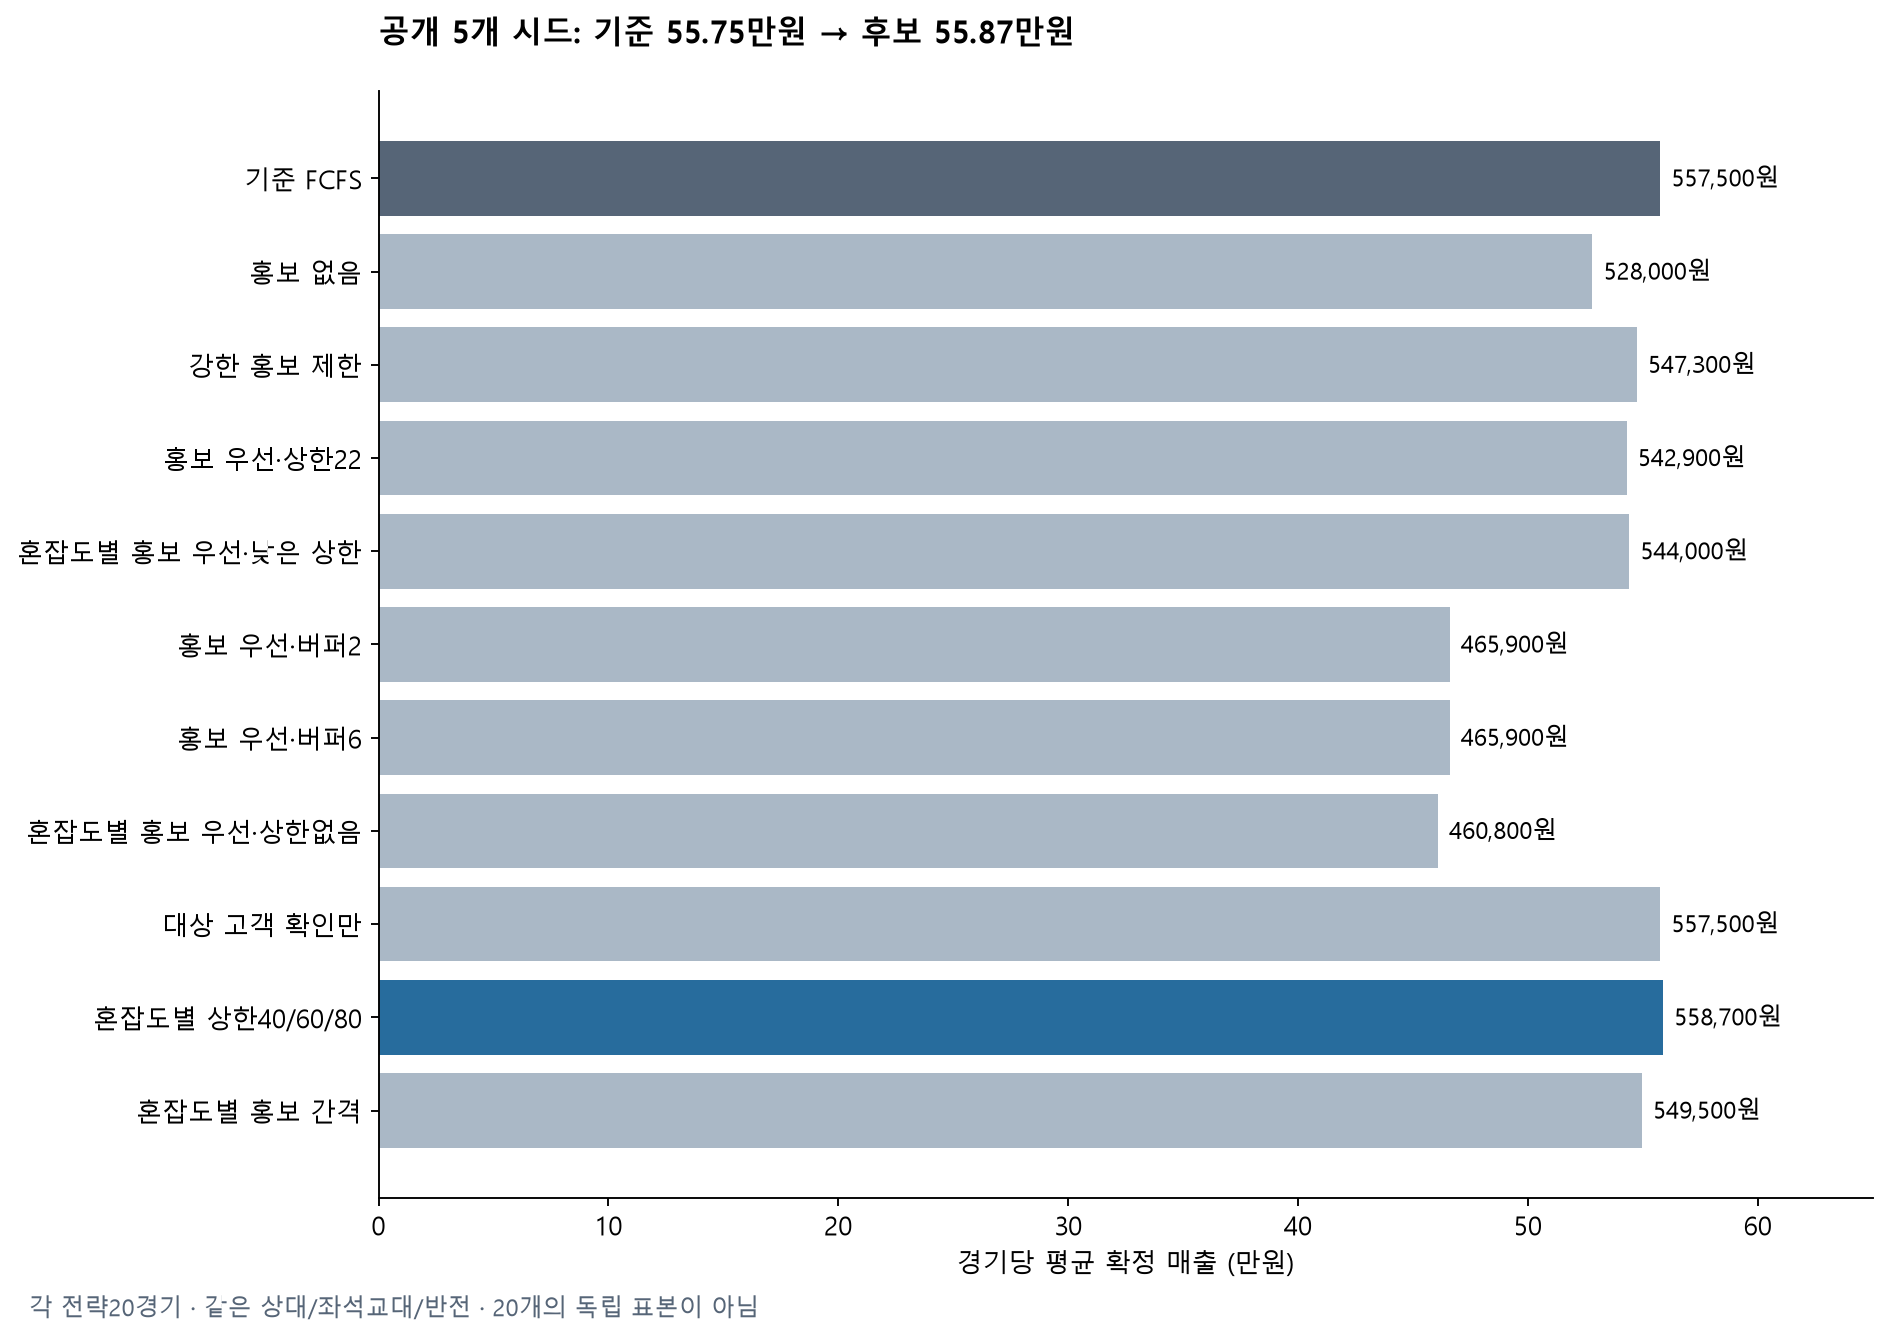 공개 5개 시드: 기준 55.75만원 → 후보 55.87만원
기준 FCFS 557,500원
홍보 없음 528,000원
강한 홍보 제한 547,300원
홍보 우선·상한22 542,900원
혼잡도별 홍보 우선·낮은 상한 544,000원
홍보 우선·버퍼2 465,900원
홍보 우선·버퍼6 465,900원
혼잡도별 홍보 우선·상한없음 460,800원
대상 고객 확인만 557,500원
혼잡도별 상한40/60/80 558,700원
혼잡도별 홍보 간격 549,500원
0 10 20 30 40 50 60
경기당 평균 확정 매출 (만원)
각 전략20경기 · 같은 상대/좌석교대/반전 · 20개의 독립 표본이 아님